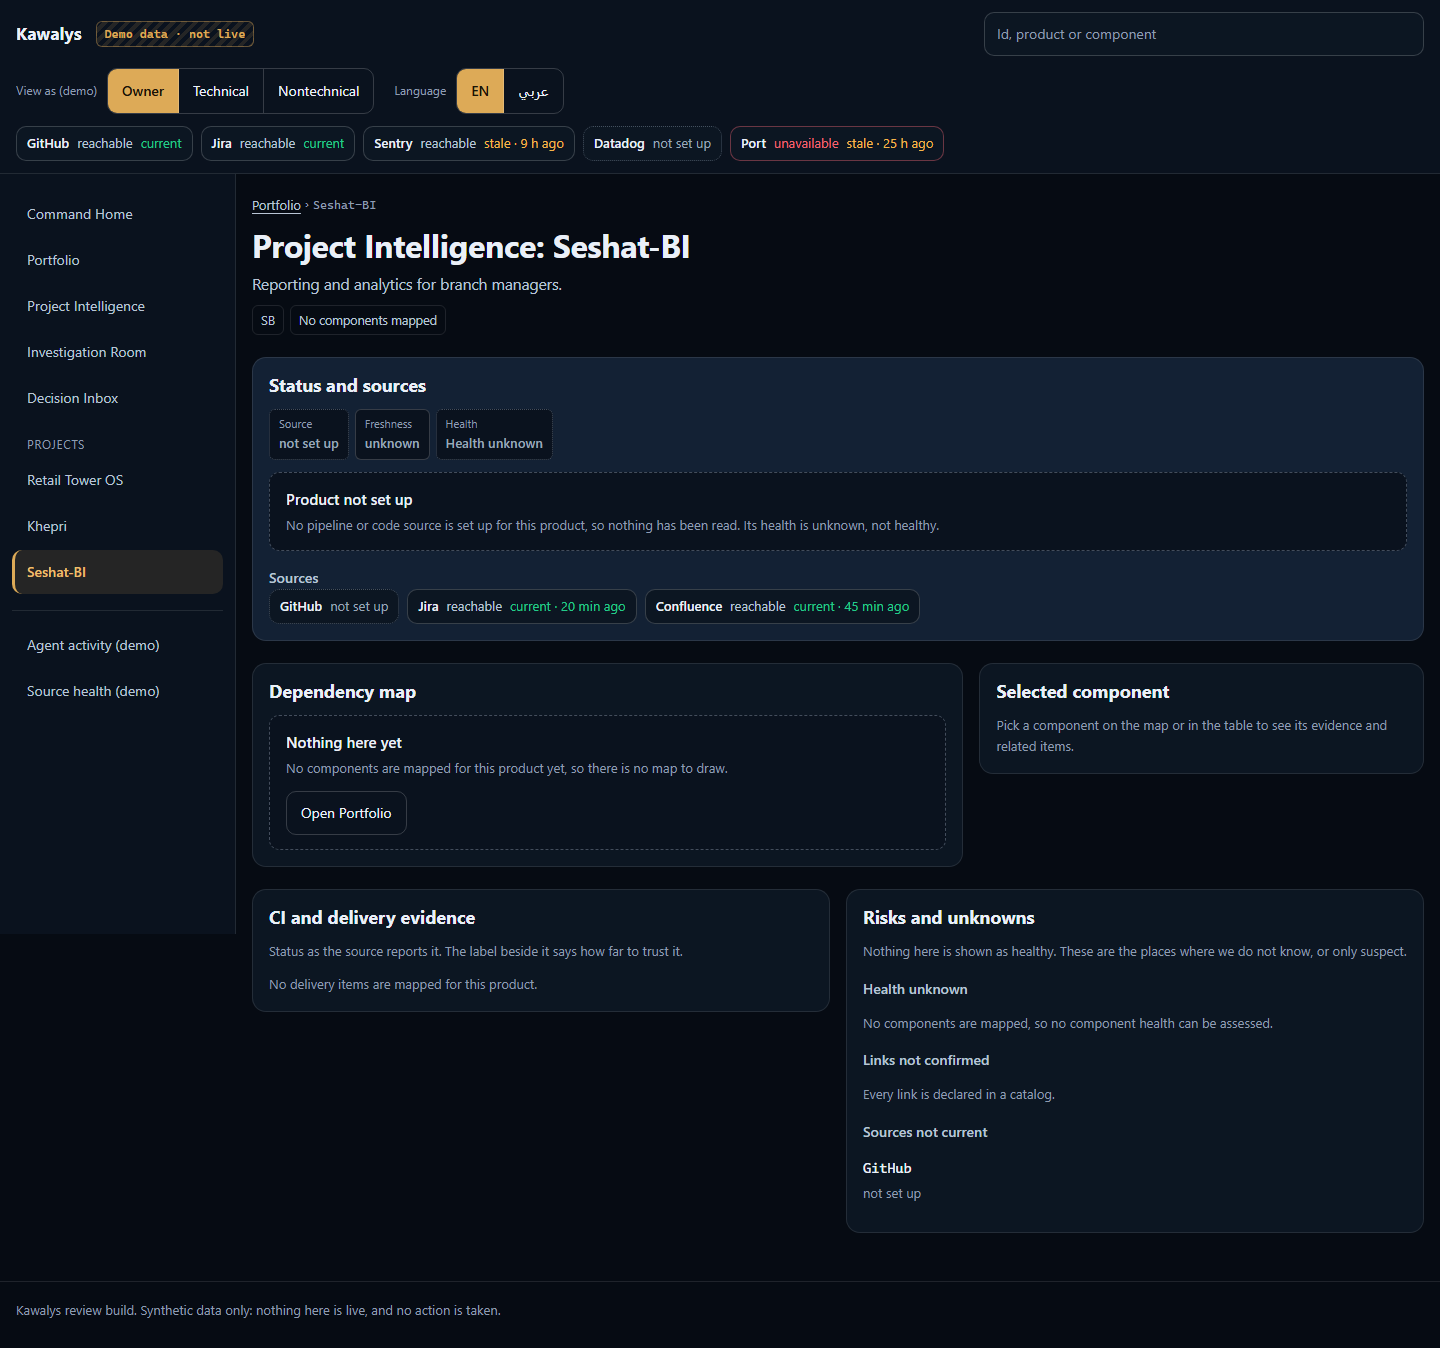 Kawalys Demo data · not live Id, product or component
View as (demo) Owner Technical Nontechnical Language EN عربي
GitHub reachable current Jira reachable current Sentry reachable stale · 9 h ago Datadog not set up Port unavailable stale · 25 h ago
Command Home
Portfolio
Project Intelligence
Investigation Room
Decision Inbox
PROJECTS
Retail Tower OS
Khepri
Seshat-BI
Agent activity (demo)
Source health (demo)
Portfolio › Seshat-BI
Project Intelligence: Seshat-BI
Reporting and analytics for branch managers.
SB No components mapped
Status and sources
Source Freshness Health
not set up unknown Health unknown
Product not set up
No pipeline or code source is set up for this product, so nothing has been read. Its health is unknown, not healthy.
Sources
GitHub not set up Jira reachable current · 20 min ago Confluence reachable current · 45 min ago
Dependency map
Nothing here yet
No components are mapped for this product yet, so there is no map to draw.
Open Portfolio
Selected component
Pick a component on the map or in the table to see its evidence and
related items.
CI and delivery evidence
Status as the source reports it. The label beside it says how far to trust it.
No delivery items are mapped for this product.
Risks and unknowns
Nothing here is shown as healthy. These are the places where we do not know, or only suspect.
Health unknown
No components are mapped, so no component health can be assessed.
Links not confirmed
Every link is declared in a catalog.
Sources not current
GitHub
not set up
Kawalys review build. Synthetic data only: nothing here is live, and no action is taken.